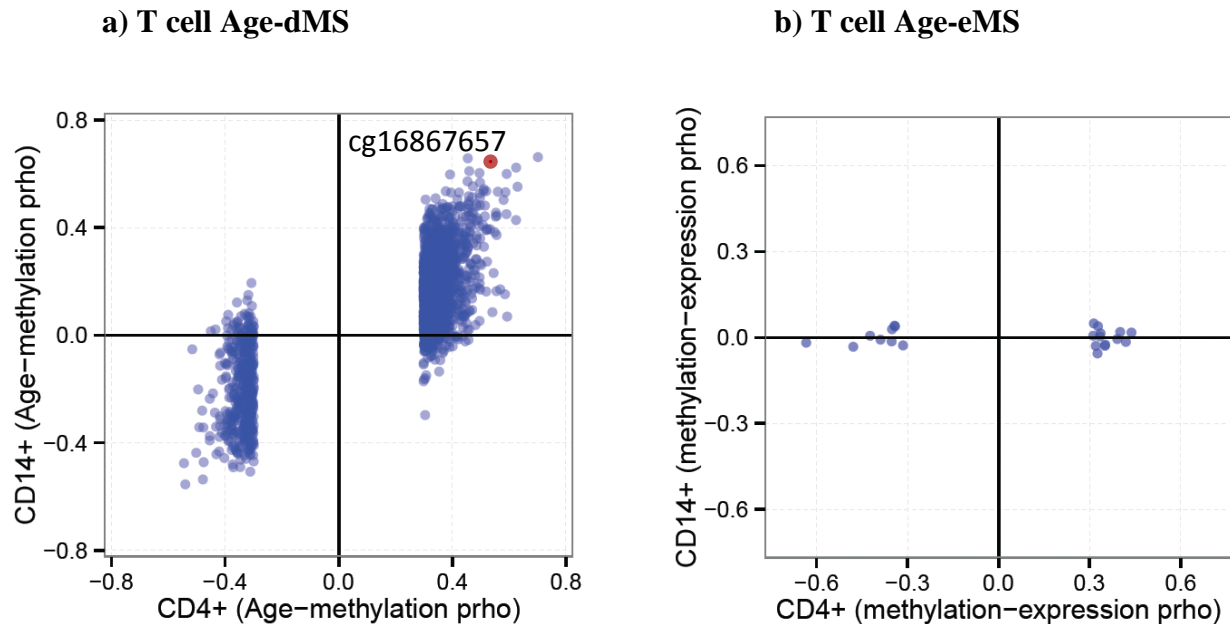 a) T cell Age-dMS
b) T cell Age-eMS
CD14+ (Age−methylation prho)
0.8
0.4
0.0
−0.4
−0.8
cg16867657
−0.8
−0.4
0.0
0.4
0.8
CD4+ (Age−methylation prho)
CD14+ (methylation−expression prho)
0.6
0.3
0.0
−0.3
−0.6
−0.6
−0.3
0.0
0.3
0.6
CD4+ (methylation−expression prho)